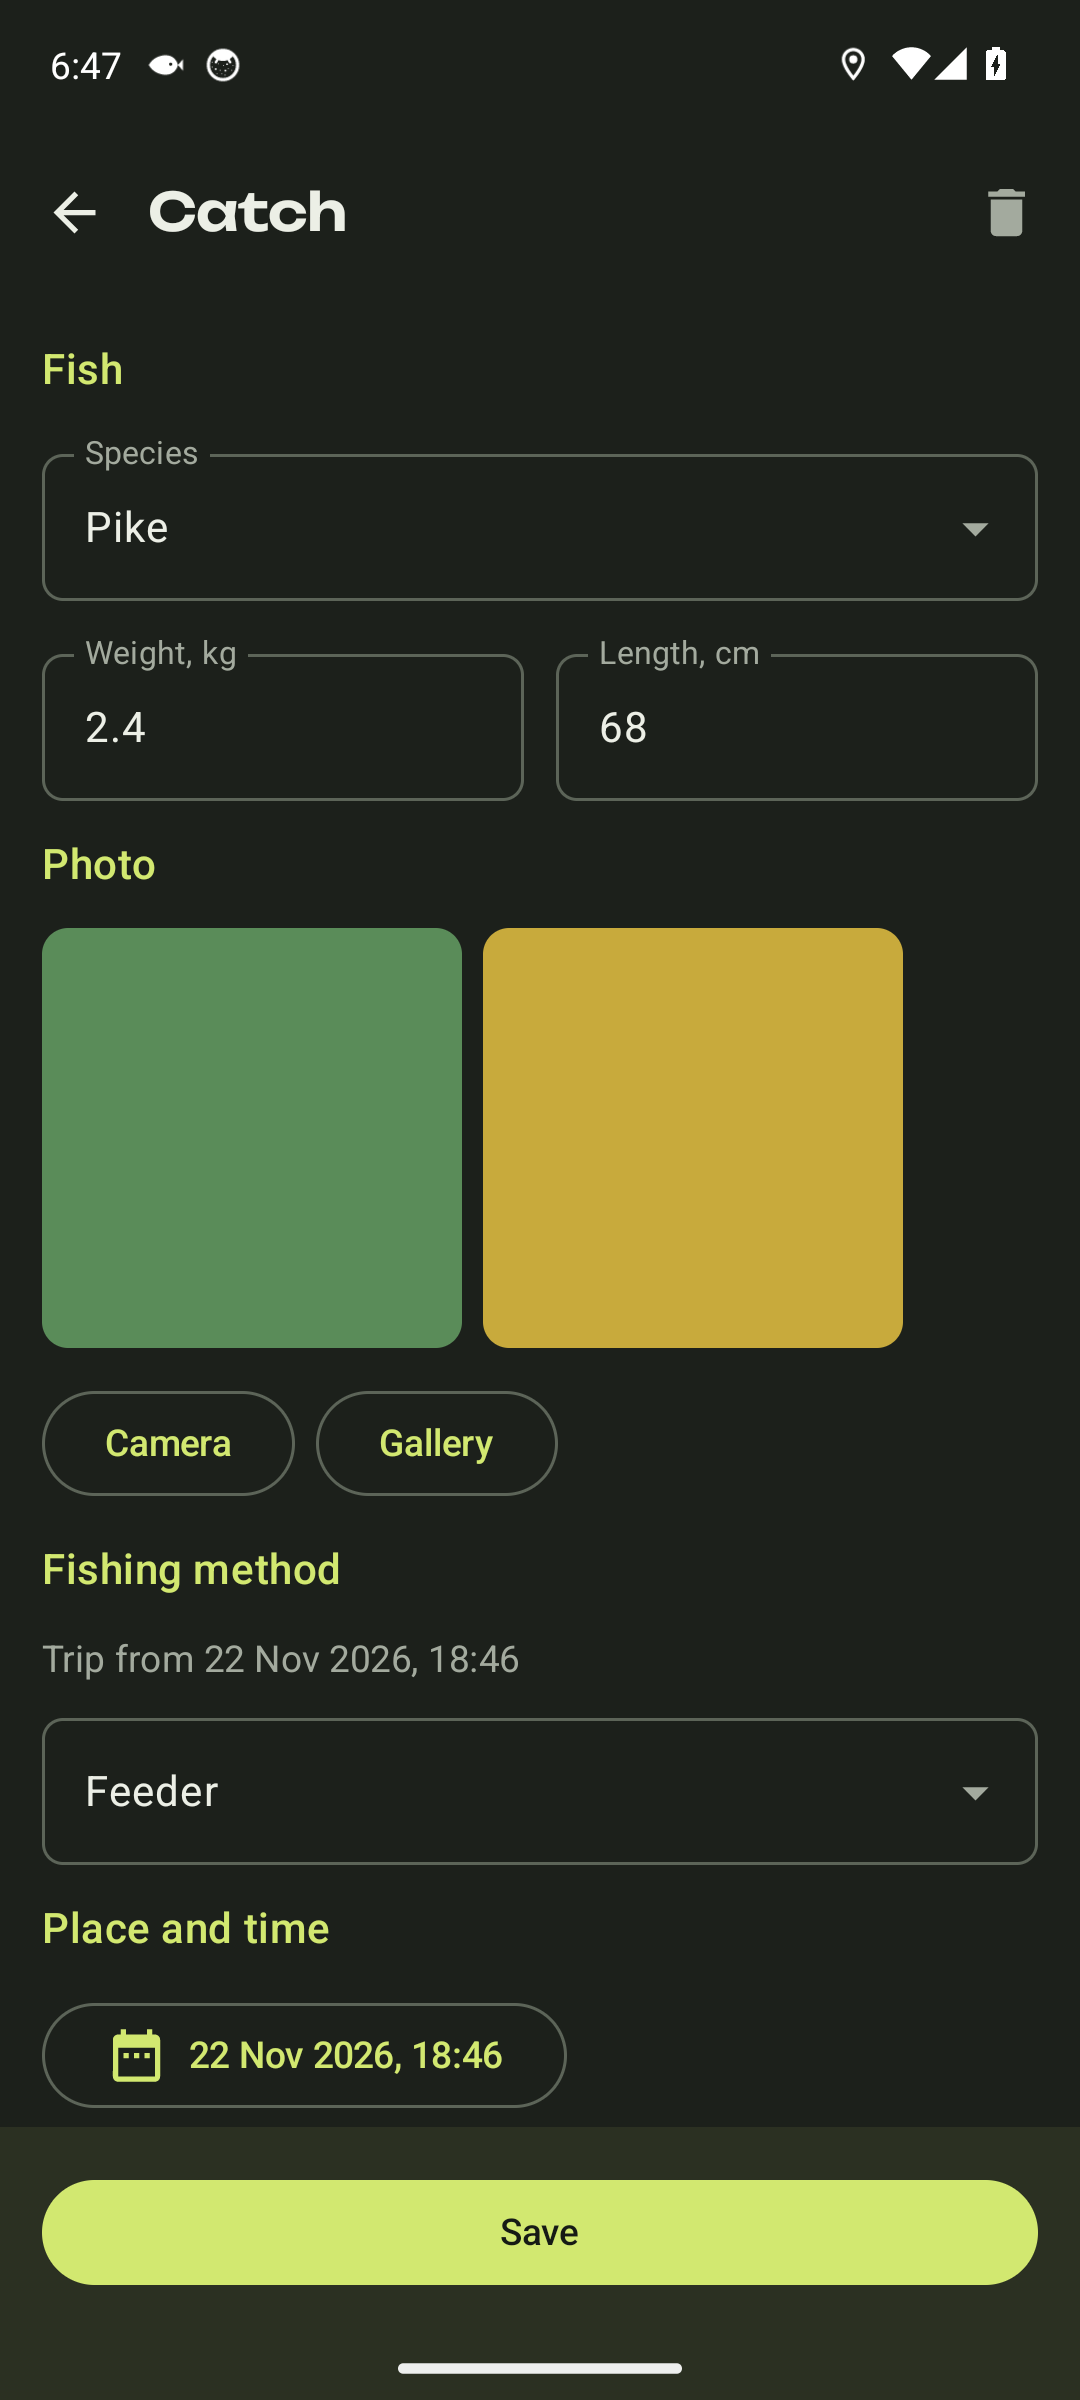 6:47
Catch
Fish
Species
Pike
Weight, kg
Length, cm
2.4
68
Photo
Camera
Gallery
Fishing method
Trip from 22 Nov 2026, 18:46
Feeder
Place and time
22 Nov 2026, 18:46
Save